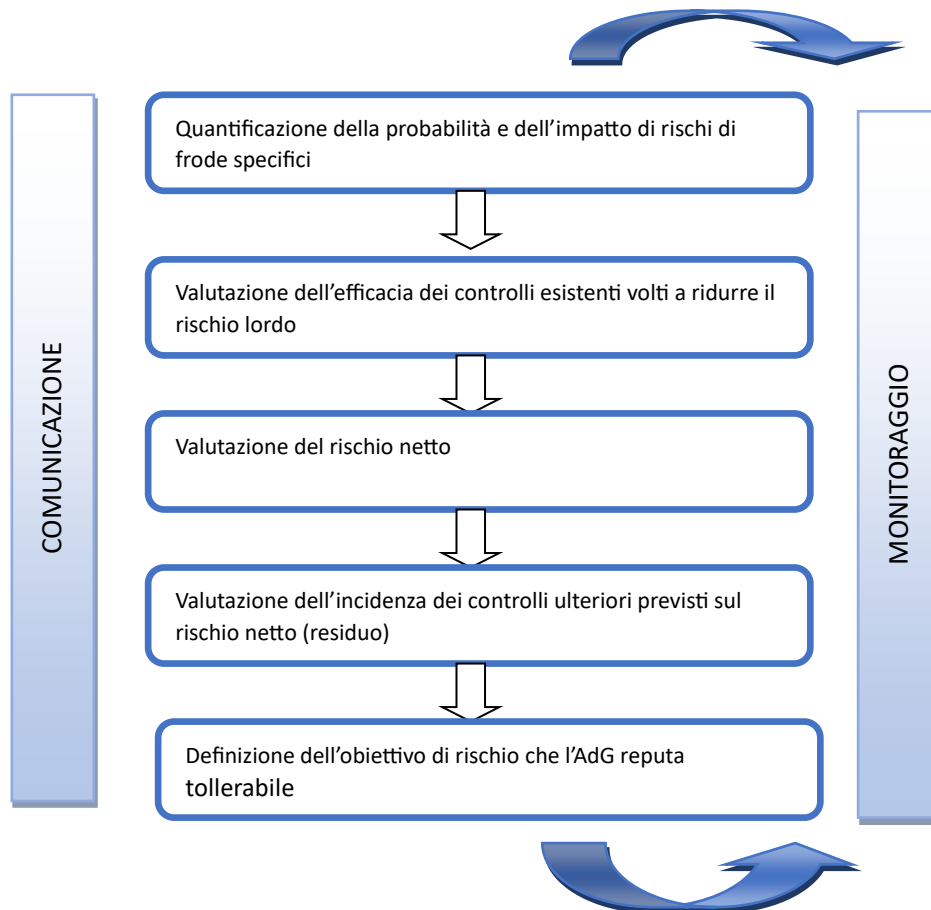 Quantificazione della probabilità e dell’impatto di rischi di
frode specifici
Valutazione dell’efficacia dei controlli esistenti volti a ridurre il
rischio lordo
Valutazione del rischio netto
Valutazione dell’incidenza dei controlli ulteriori previsti sul
rischio netto (residuo)
Definizione dell’obiettivo di rischio che l’AdG reputa
tollerabile
COMUNICAZIONE
MONITORAGGIO